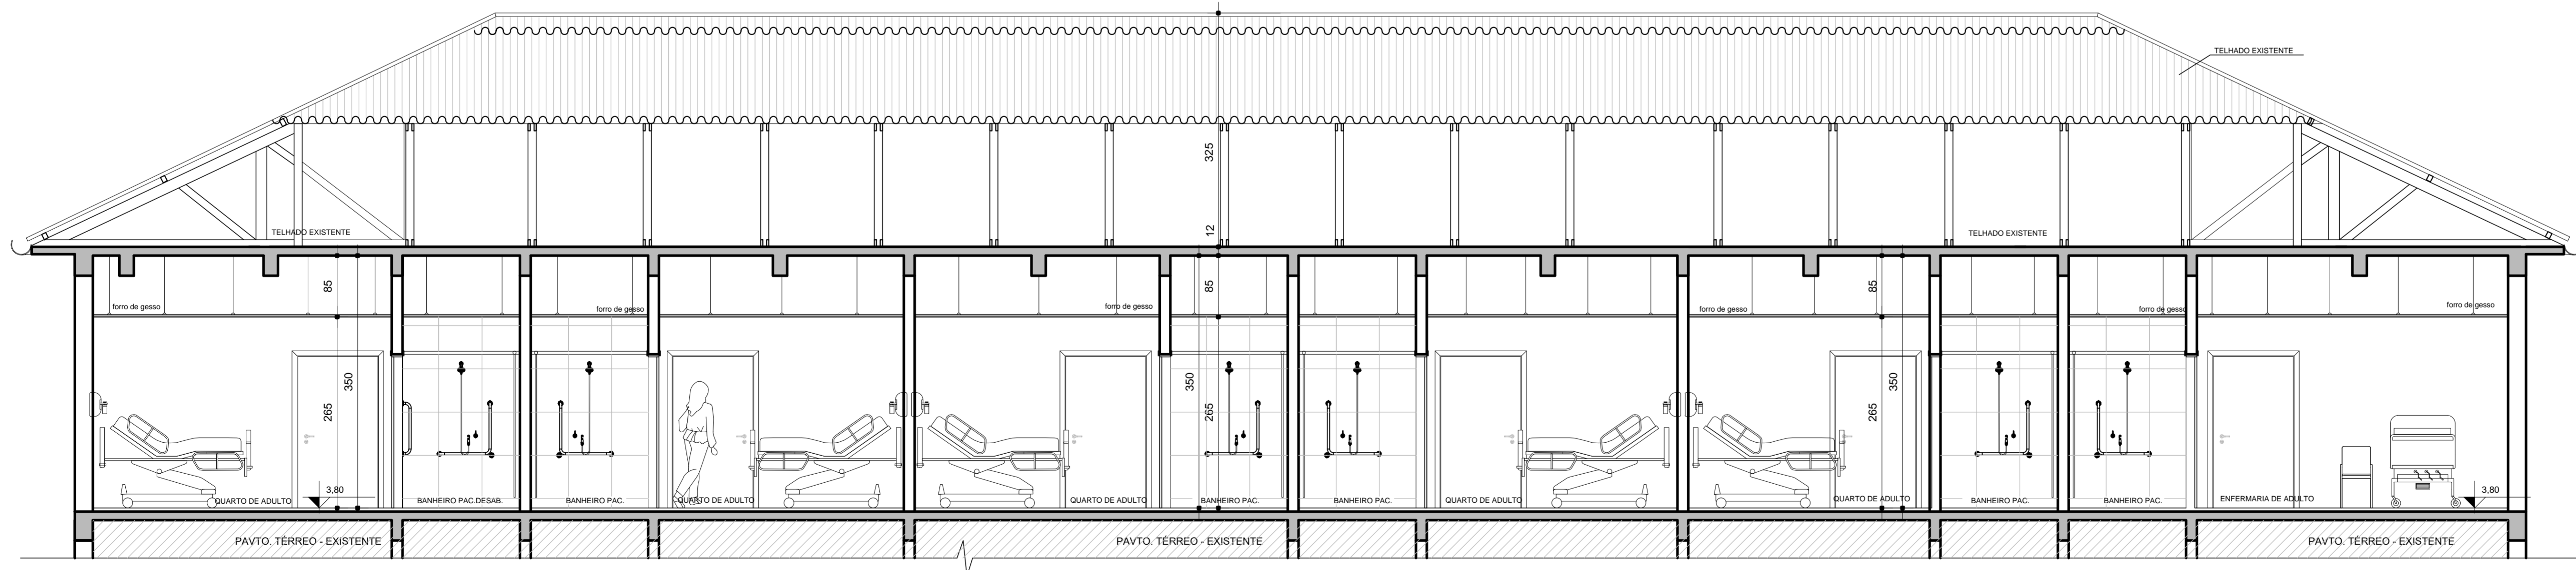 TELHADO EXISTENTE
325
12
TELHADO EXISTENTE
TELHADO EXISTENTE
85
85
85
forro de gesso
forro de gesso
forro de gesso
forro de gesso
forro de gesso
forro de gesso
350
265
350
265
265
350
3,80
3,80
QUARTO DE ADULTO
BANHEIRO PAC.DESAB.
BANHEIRO PAC.
QUARTO DE ADULTO
QUARTO DE ADULTO
BANHEIRO PAC.
BANHEIRO PAC.
QUARTO DE ADULTO
QUARTO DE ADULTO
BANHEIRO PAC.
BANHEIRO PAC.
ENFERMARIA DE ADULTO
PAVTO. TÉRREO - EXISTENTE
PAVTO. TÉRREO - EXISTENTE
PAVTO. TÉRREO - EXISTENTE